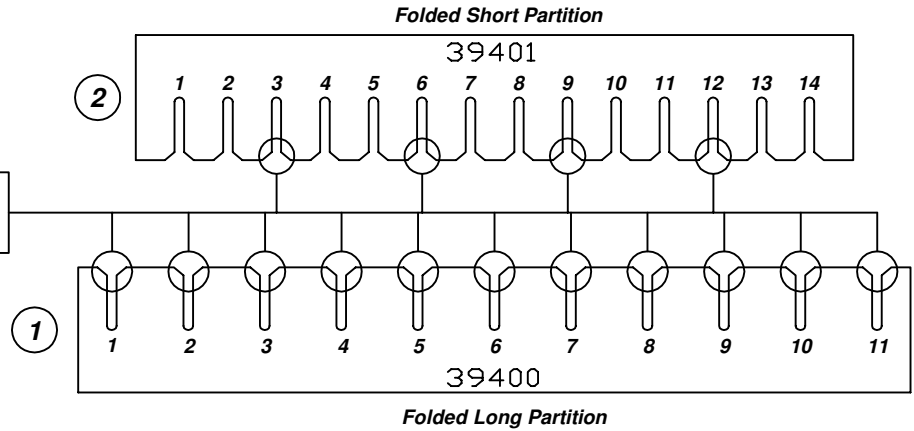 Folded Short Partition
39401
2
1 2 3 4 5 6 7 8 9 10 11 12 13 14
1
1 2 3 4 5 6 7 8 9 10 11
39400
Folded Long Partition